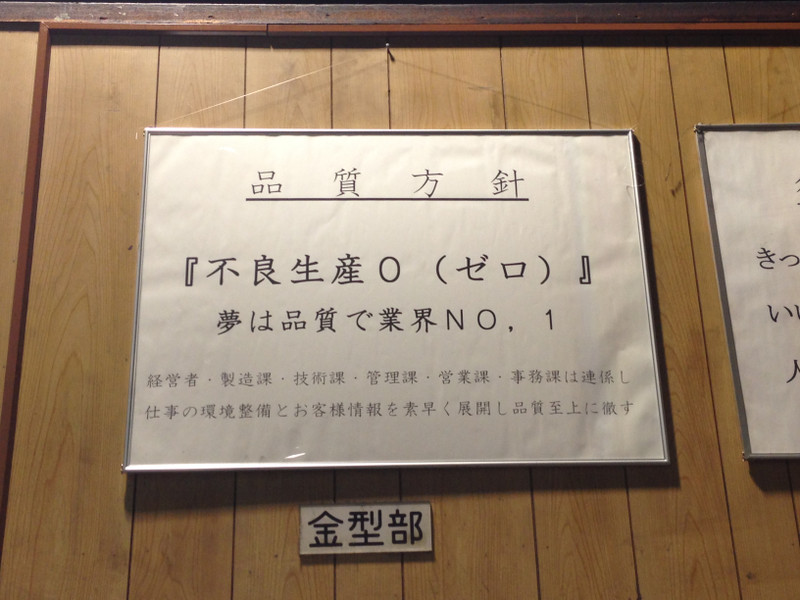 品質方針
『不良生産０（ゼロ）』
夢は品質で業界ＮＯ，１
経営者・製造課・技術課・管理課・営業課・事務課は連係し
仕事の環境整備とお客様情報を素早く展開し品質至上に徹す
金型部
きっ
いい
人